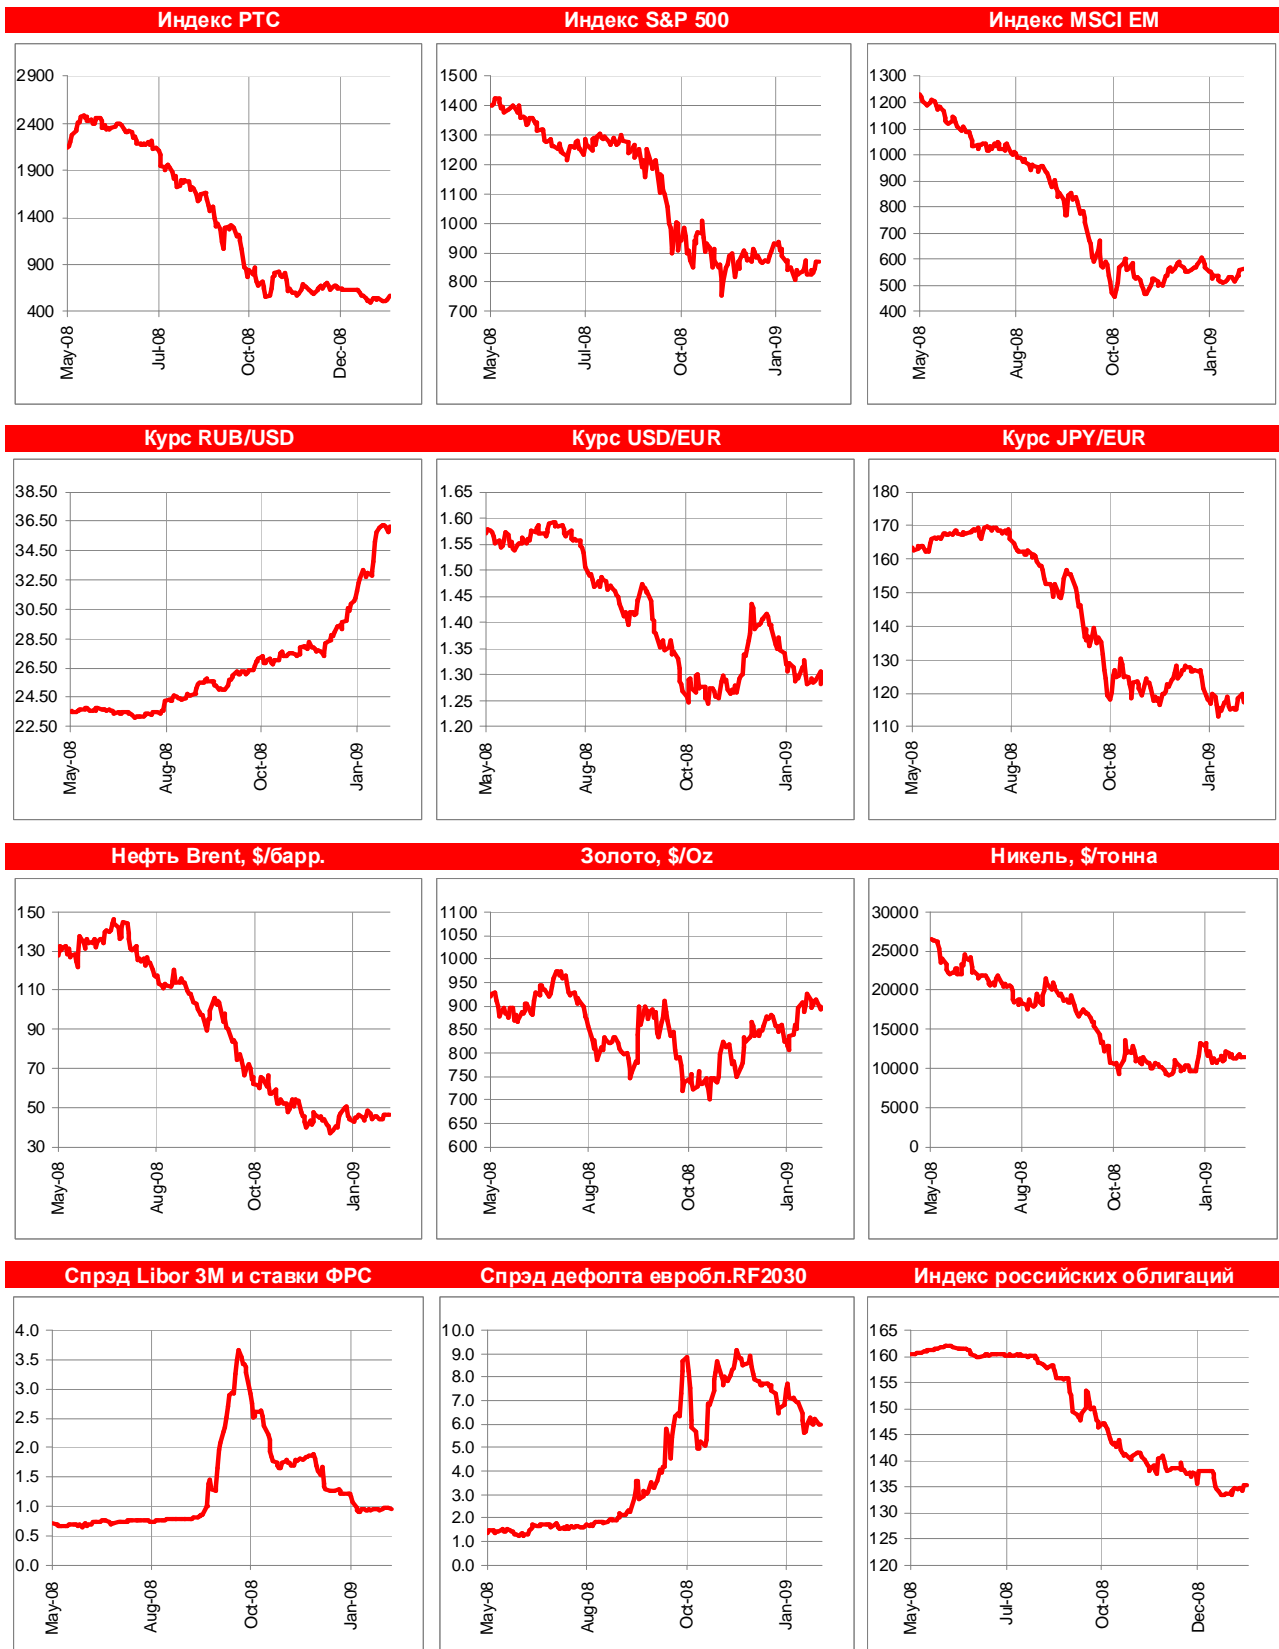 Индекс РТС
Индекс S&P 500
Индекс MSCI EM
2900
2400
1900
1400
900
400
May-08
Jul-08
Oct-08
Dec-08
1500
1400
1300
1200
1100
1000
900
800
700
May-08
Jul-08
Oct-08
Jan-09
1300
1200
1100
1000
900
800
700
600
500
400
May-08
Aug-08
Oct-08
Jan-09
Курс RUB/USD
Курс USD/EUR
Курс JPY/EUR
38.50
36.50
34.50
32.50
30.50
28.50
26.50
24.50
22.50
May-08
Aug-08
Oct-08
Jan-09
1.65
1.60
1.55
1.50
1.45
1.40
1.35
1.30
1.25
1.20
May-08
Aug-08
Oct-08
Jan-09
180
170
160
150
140
130
120
110
May-08
Aug-08
Oct-08
Jan-09
Нефть Brent, $/барр.
Золото, $/Oz
Никель, $/тонна
150
130
110
90
70
50
30
May-08
Aug-08
Oct-08
Jan-09
1100
1050
1000
950
900
850
800
750
700
650
600
May-08
Aug-08
Oct-08
Jan-09
30000
25000
20000
15000
10000
5000
0
May-08
Aug-08
Oct-08
Jan-09
Спрэд Libor 3M и ставки ФРС
Спрэд дефолта евробл.RF2030
Индекс российских облигаций
4.0
3.5
3.0
2.5
2.0
1.5
1.0
0.5
0.0
May-08
Aug-08
Oct-08
Jan-09
10.0
9.0
8.0
7.0
6.0
5.0
4.0
3.0
2.0
1.0
0.0
May-08
Aug-08
Oct-08
Jan-09
165
160
155
150
145
140
135
130
125
120
May-08
Jul-08
Oct-08
Dec-08